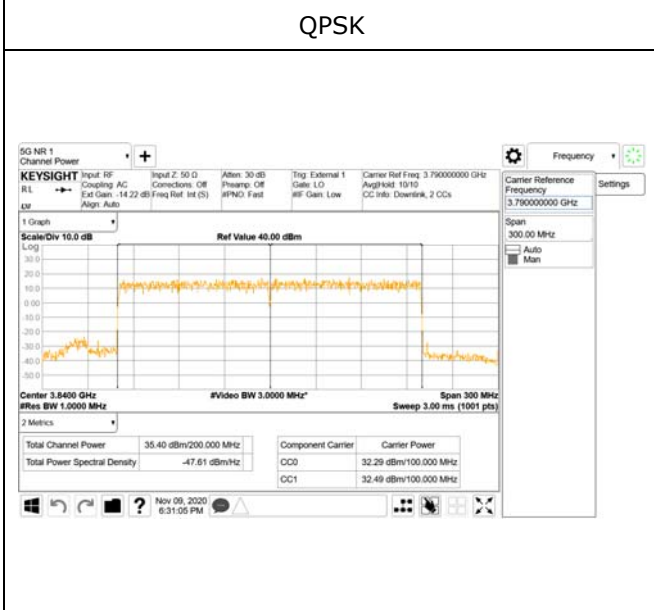 QPSK
5G NR 1
Channel Power
+
Frequency
KEYSIGHT Input: RF Input Z: 50 Ω Atten: 30 dB Trig: External 1 Carrier Ref Freq: 3.790000000 GHz
RL Coupling: AC Corrections: Off Preamp: Off Gate: LO Avg|Hold: 10/10
Ext Gain: -14.22 dB Freq Ref: Int (S) #PNO: Fast #IF Gain: Low CC Info: Downlink, 2 CCs
Align: Auto
Carrier Reference
Frequency
3.790000000 GHz
Settings
Span
300.00 MHz
Auto
Man
1 Graph
Scale/Div 10.0 dB Ref Value 40.00 dBm
Log
30.0
20.0
10.0
0.00
-10.0
-20.0
-30.0
-40.0
-50.0
Center 3.8400 GHz #Video BW 3.0000 MHz* Span 300 MHz
#Res BW 1.0000 MHz Sweep 3.00 ms (1001 pts)
2 Metrics
Total Channel Power 35.40 dBm/200.000 MHz Component Carrier Carrier Power
Total Power Spectral Density -47.61 dBm/Hz CC0 32.29 dBm/100.000 MHz
CC1 32.49 dBm/100.000 MHz
? Nov 09, 2020
6:31:05 PM